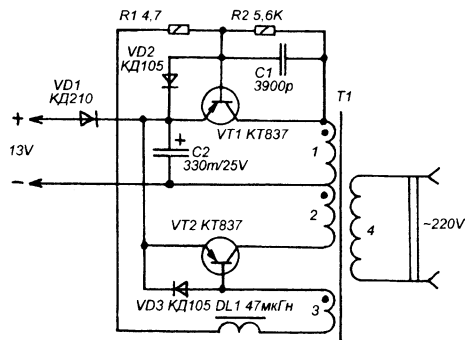 R1 4,7
R2 5,6К
VD2
КД105
C1
3900р
VD1
КД210
T1
+
VT1 КТ837
+
13V
C2
330m/25V
1
−
VT2 КТ837
2
4
~220V
VD3 КД105
DL1 47мкГн
3